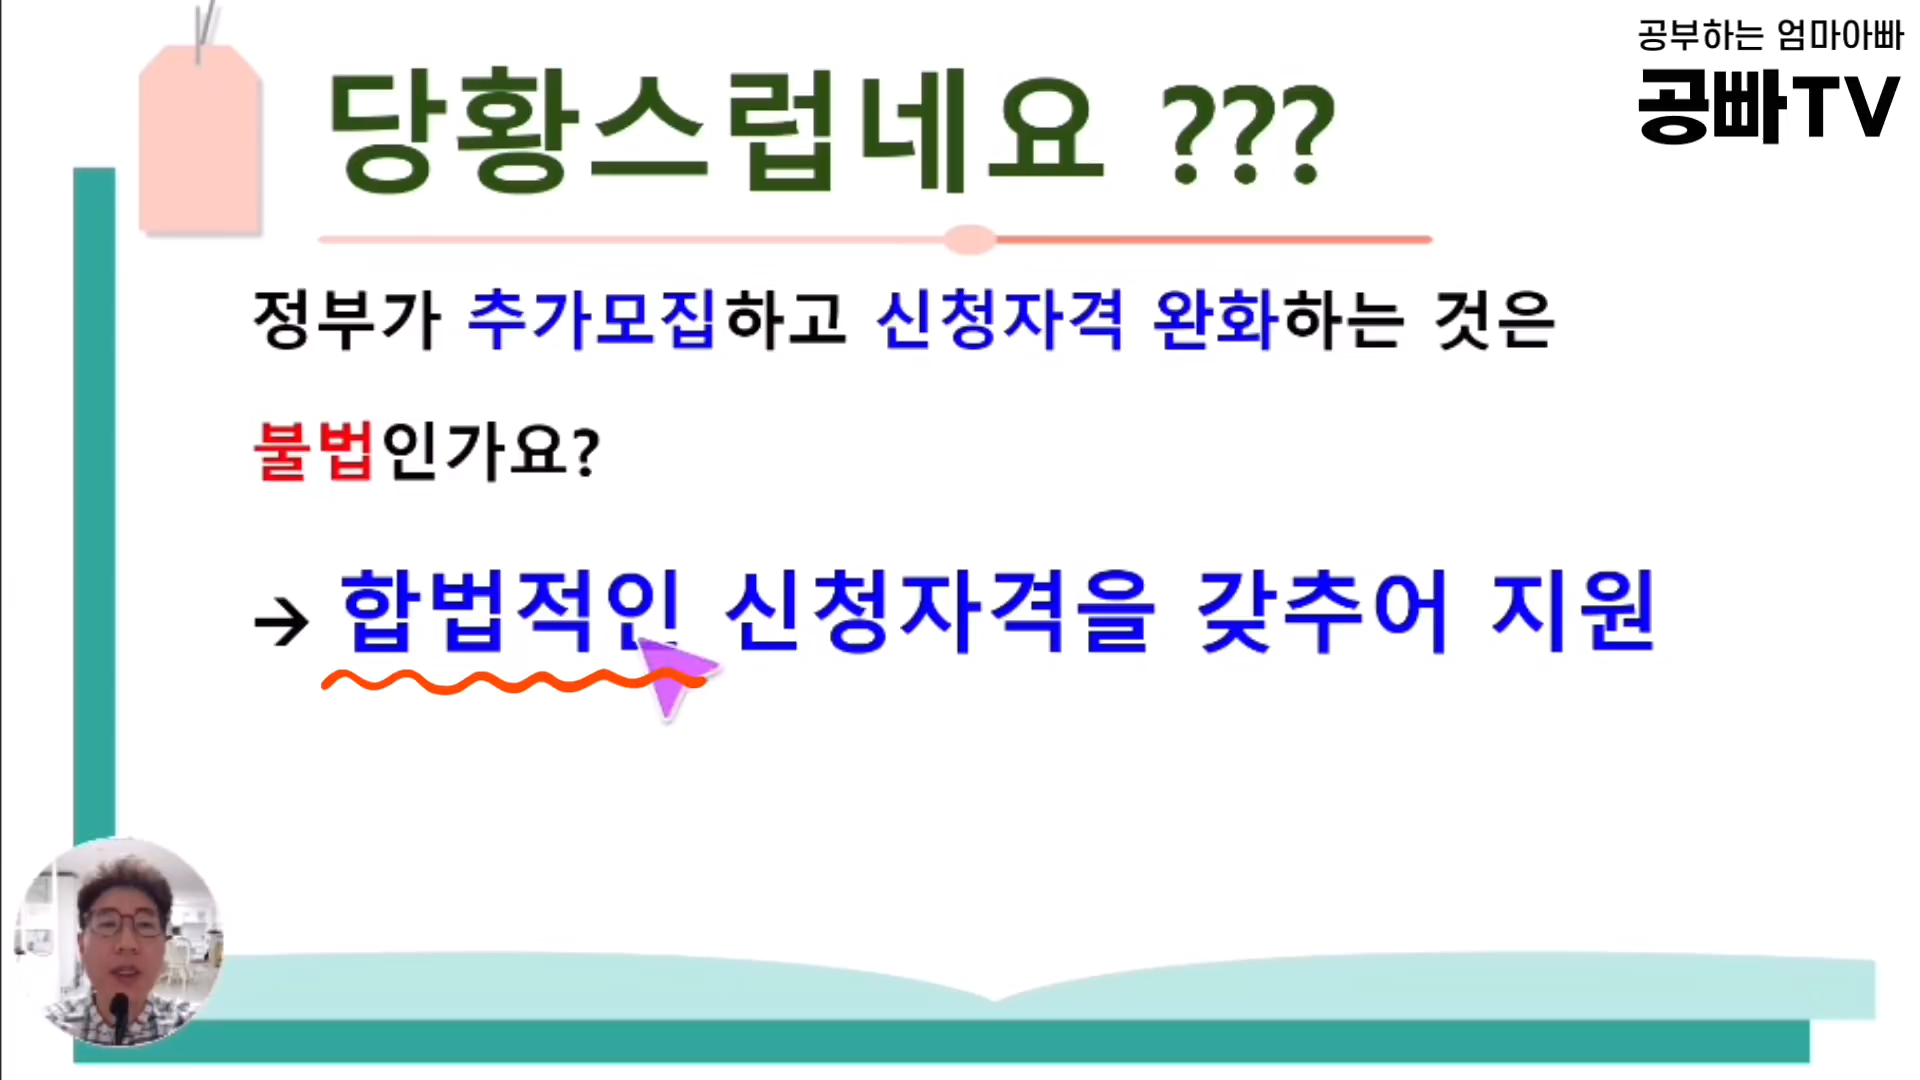 공부하는 엄마아빠
공빠TV
당황스럽네요 ???
정부가 추가모집하고 신청자격 완화하는 것은
불법인가요?
→ 합법적인 신청자격을 갖추어 지원